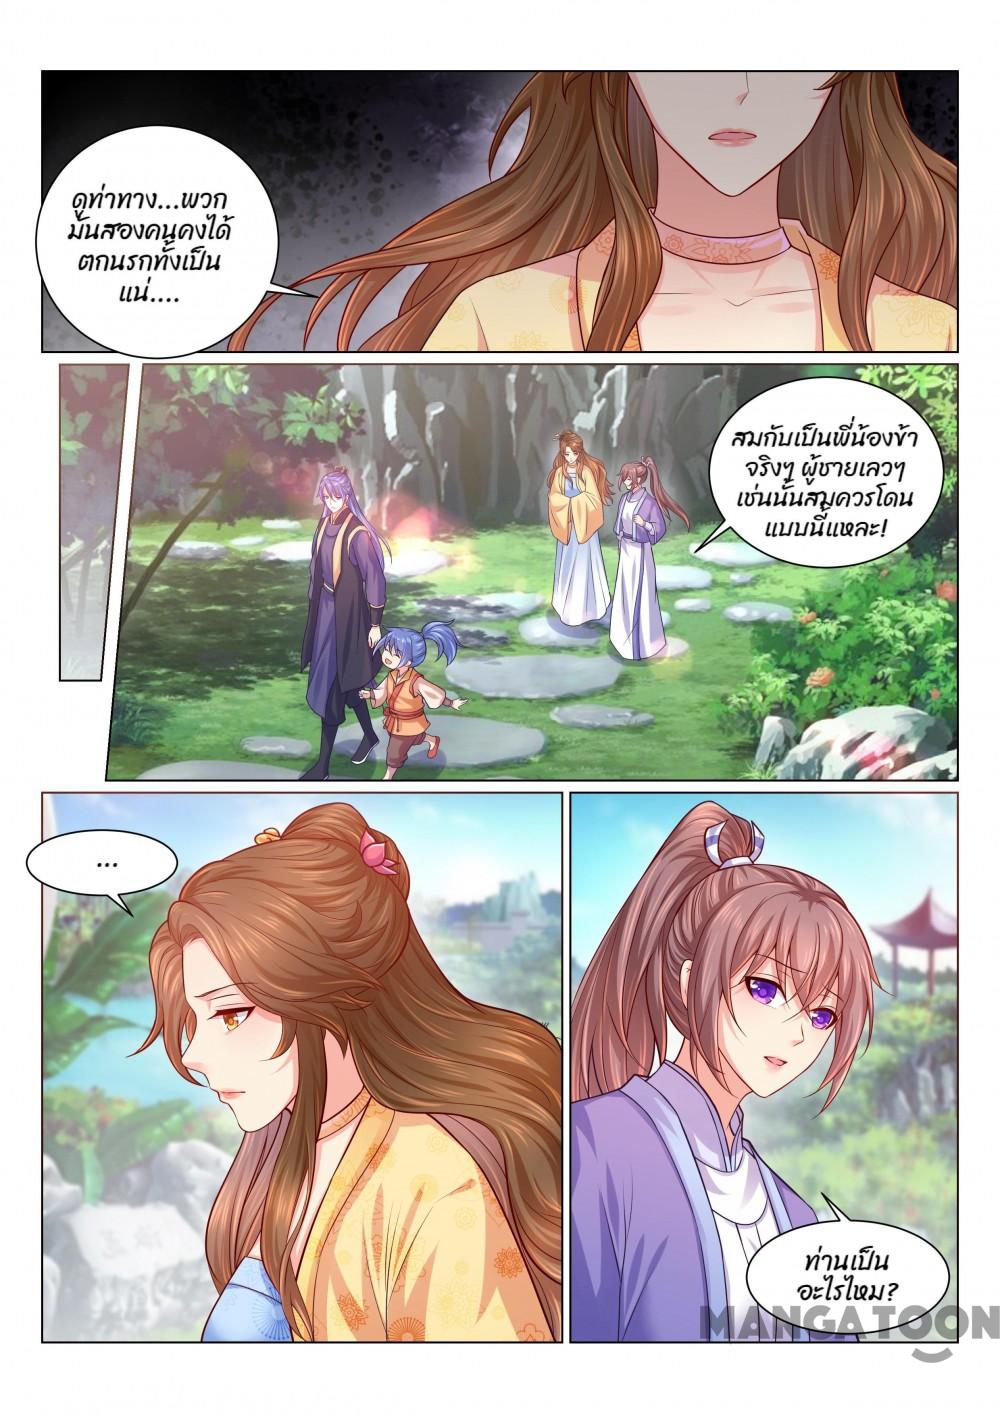 ดูท่าทาง...พวก
มันสองคนคงได้
ตกนรกทั้งเป็น
แน่....
สมกับเป็นพี่น้องข้า
จริงๆ ผู้ชายเลวๆ
เช่นนั้นสมควรโดน
แบบนี้แหละ!
...
ท่านเป็น
อะไรไหม?
MANGATOON